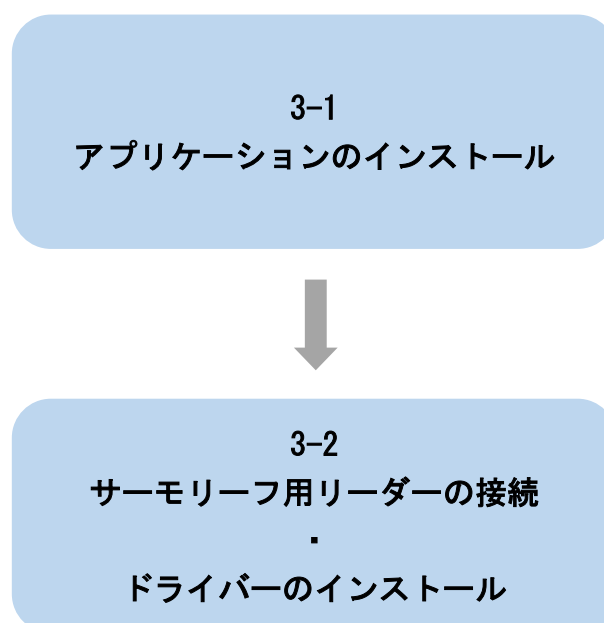 3-1
アプリケーションのインストール
3-2
サーモリーフ用リーダーの接続
・
ドライバーのインストール